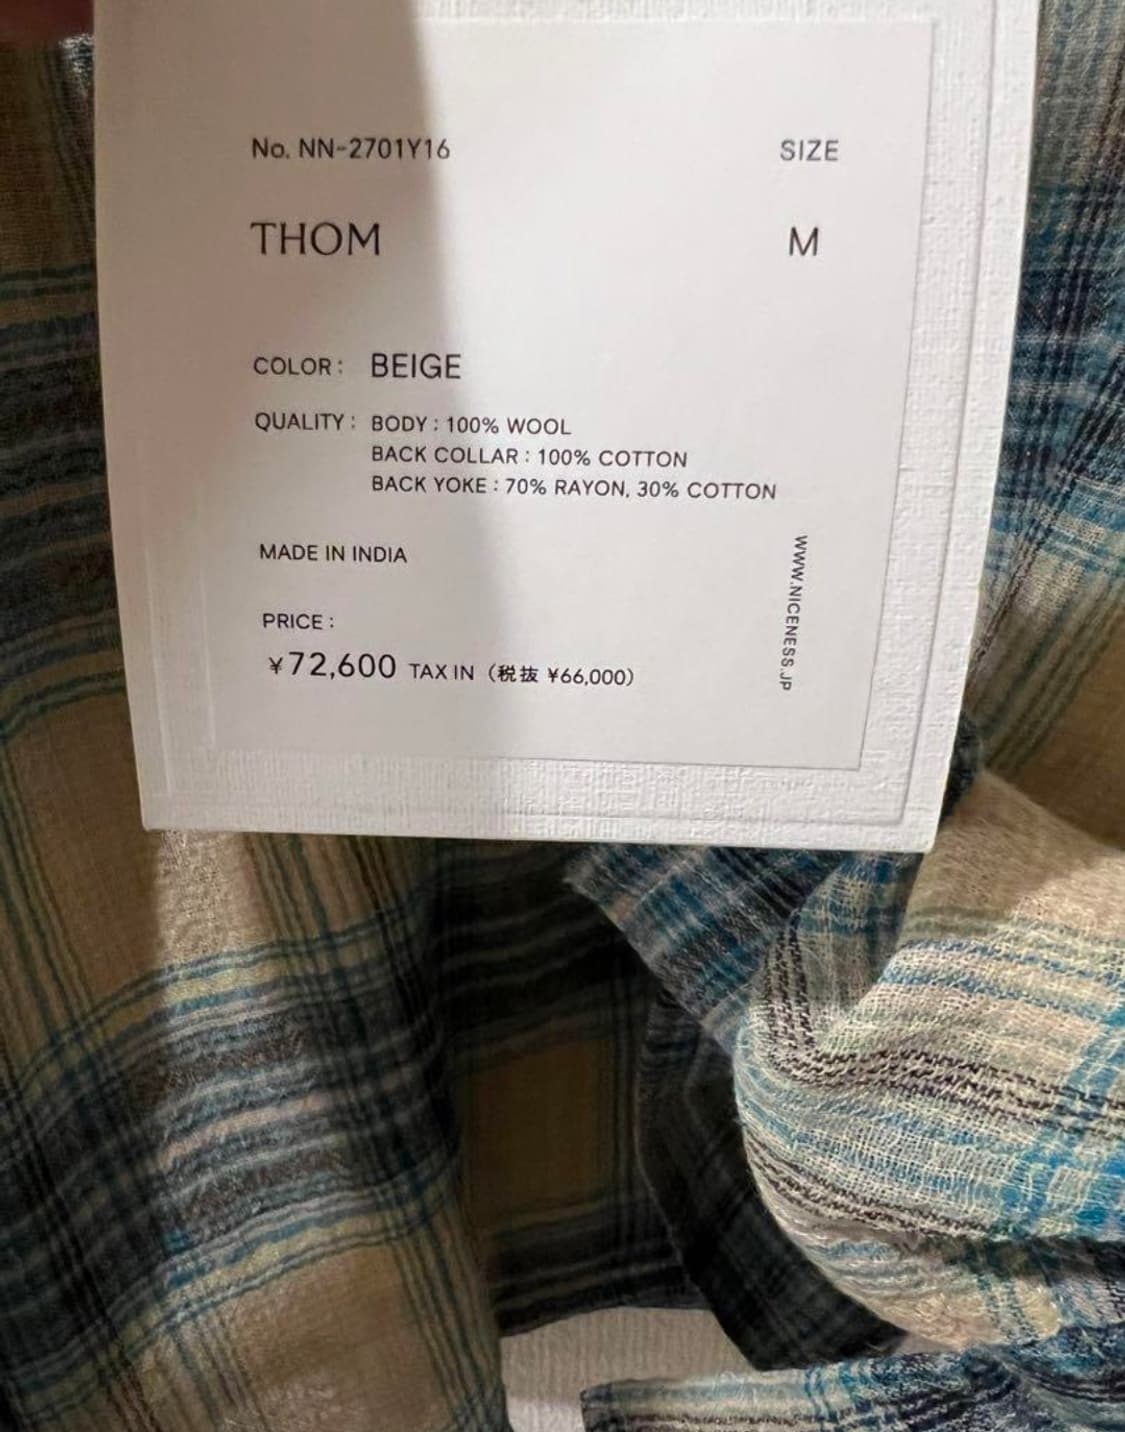 No. NN-2701Y16 SIZE
THOM M
COLOR: BEIGE
QUALITY: BODY : 100% WOOL
BACK COLLAR : 100% COTTON
BACK YOKE : 70% RAYON, 30% COTTON
MADE IN INDIA
PRICE :
¥72,600 TAX IN (税抜 ¥66,000)
WWW.NICENESS.JP